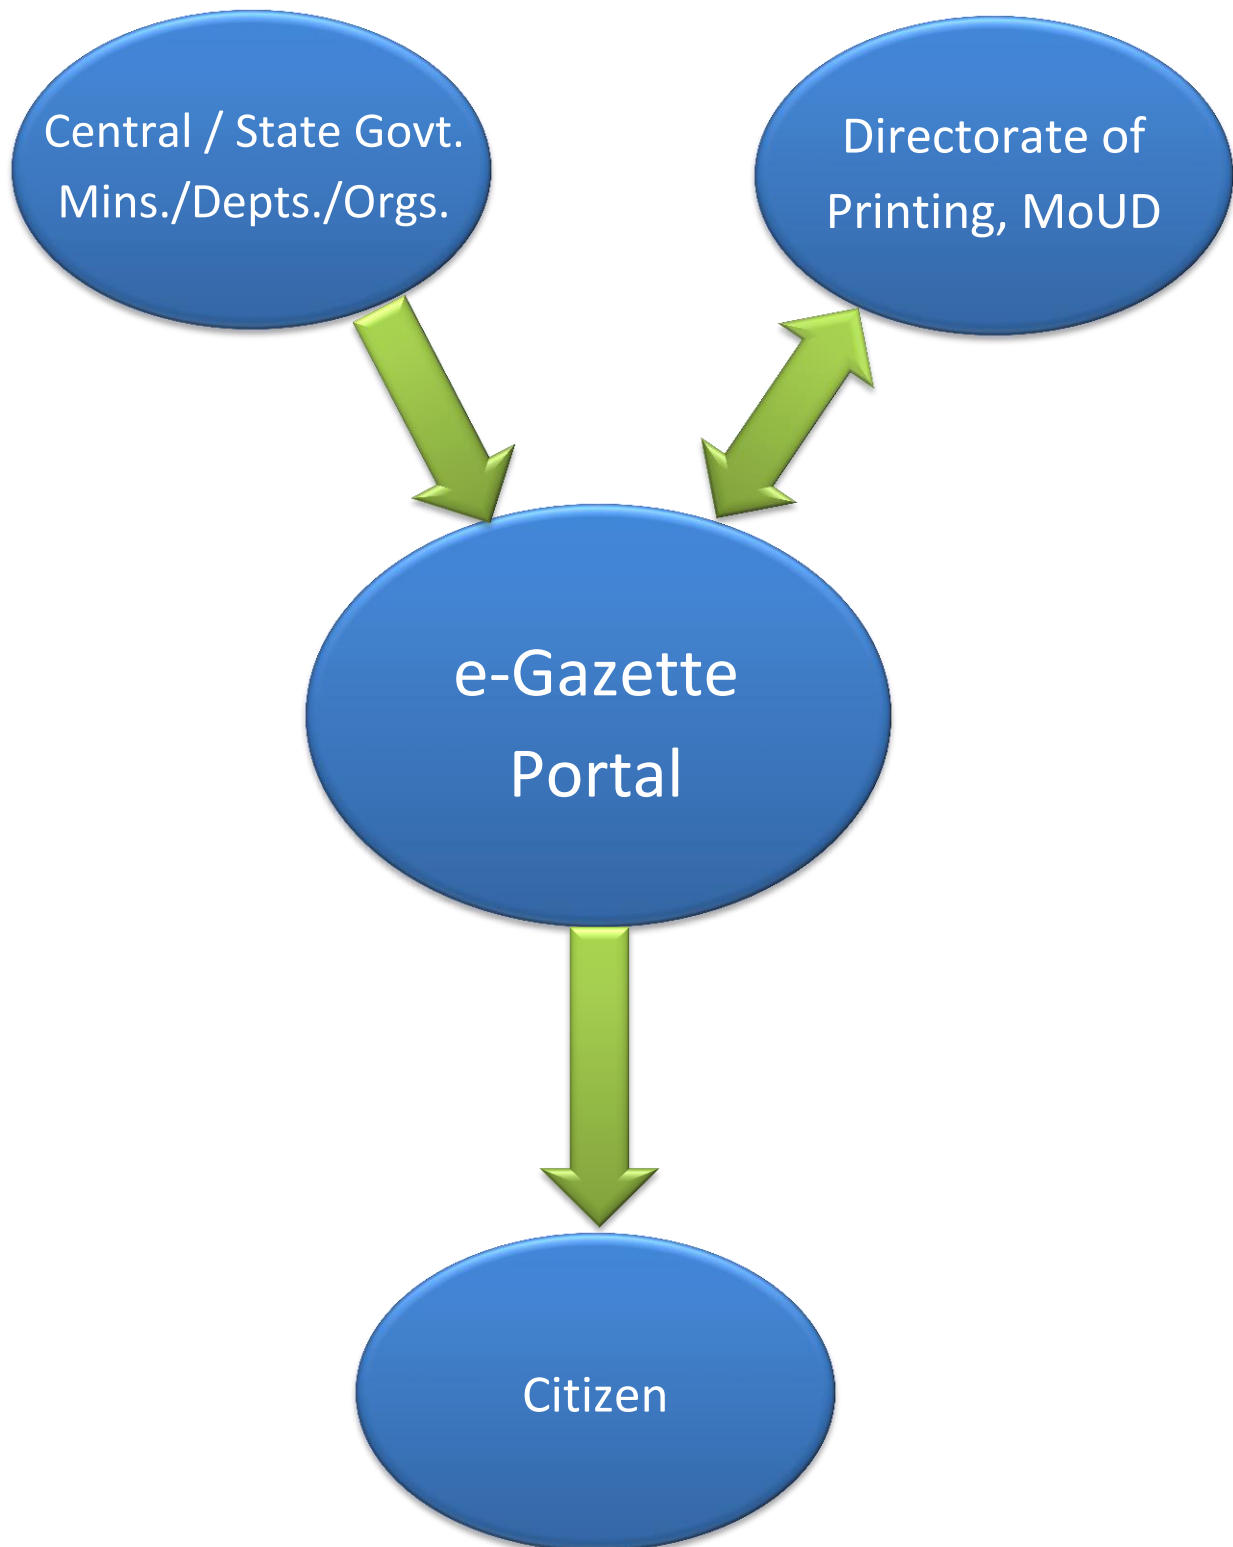 Central / State Govt.
Mins./Depts./Orgs.
Directorate of
Printing, MoUD
e-Gazette
Portal
Citizen